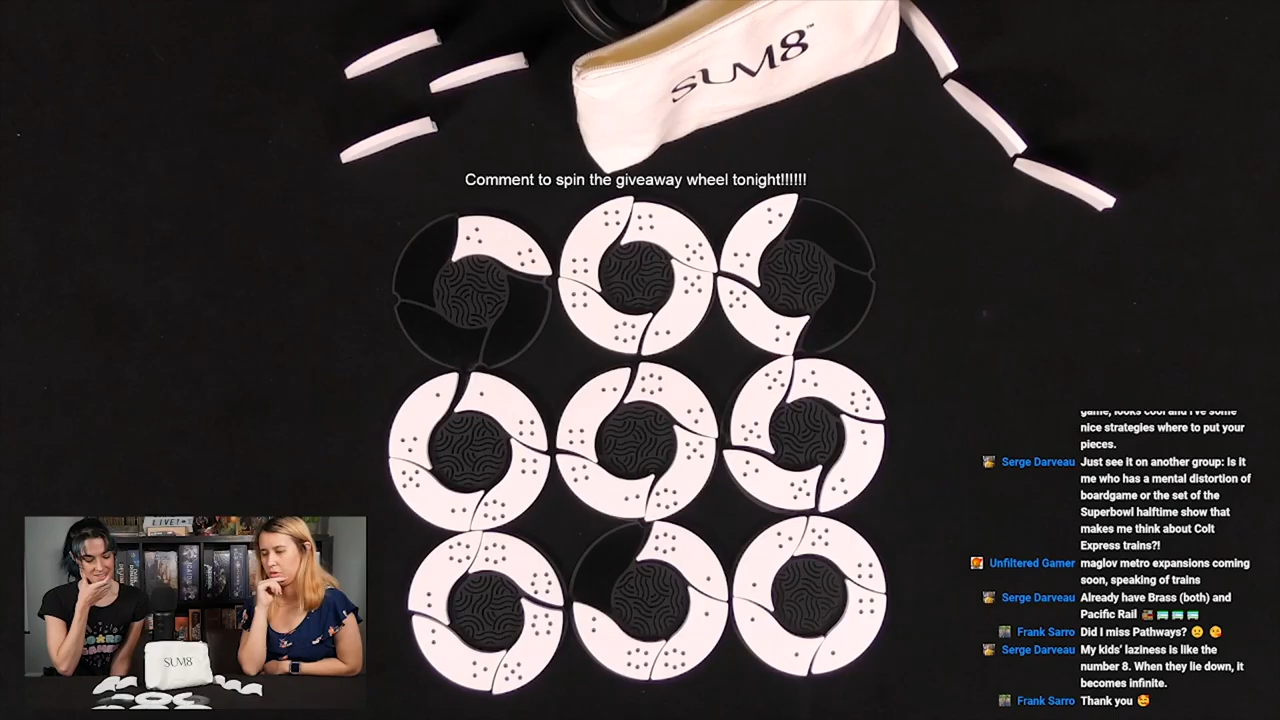 SUM8™
Comment to spin the giveaway wheel tonight!!!!!!
game, looks cool and I've some
nice strategies where to put your
pieces.
Serge Darveau Just see it on another group: is it
me who has a mental distortion of
boardgame or the set of the
Superbowl halftime show that
makes me think about Colt
Express trains?!
Unfiltered Gamer maglov metro expansions coming
soon, speaking of trains
Serge Darveau Already have Brass (both) and
Pacific Rail
Frank Sarro Did I miss Pathways?
Serge Darveau My kids' laziness is like the
number 8. When they lie down, it
becomes infinite.
Frank Sarro Thank you
LIVE!
SUM8